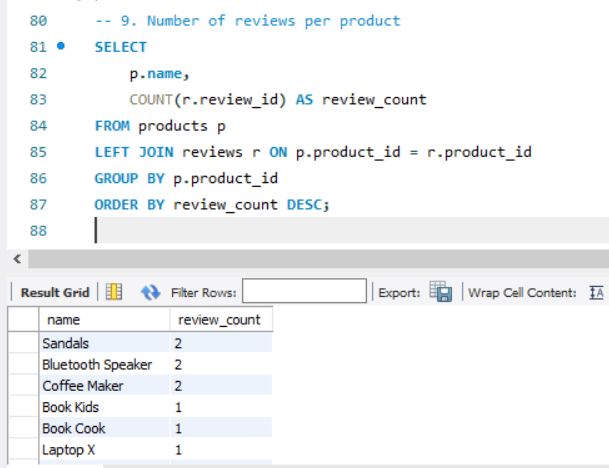 80 -- 9. Number of reviews per product
81 SELECT
82 p.name,
83 COUNT(r.review_id) AS review_count
84 FROM products p
85 LEFT JOIN reviews r ON p.product_id = r.product_id
86 GROUP BY p.product_id
87 ORDER BY review_count DESC;
88
Result Grid Filter Rows: Export: Wrap Cell Content: IA
name review_count
Sandals 2
Bluetooth Speaker 2
Coffee Maker 2
Book Kids 1
Book Cook 1
Laptop X 1